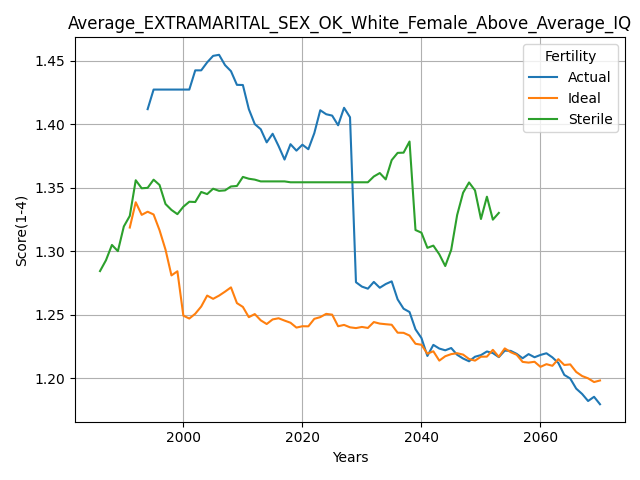 Average_EXTRAMARITAL_SEX_OK_White_Female_Above_Average_IQ
Score(1-4)
1.45
1.40
1.35
1.30
1.25
1.20
Fertility
Actual
Ideal
Sterile
2000
2020
2040
2060
Years